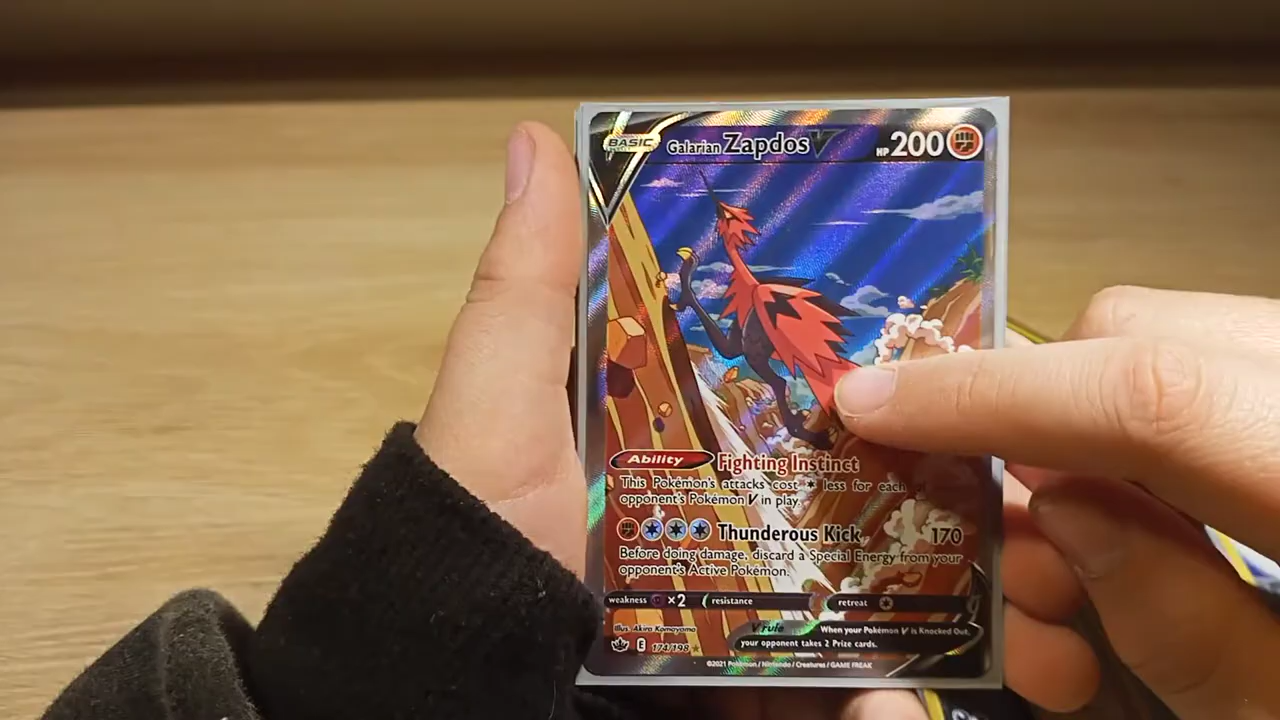 BASIC Galarian Zapdos V HP 200
Ability Fighting Instinct
This Pokémon's attacks cost less for each
opponent's Pokémon V in play.
Thunderous Kick 170
Before doing damage, discard a Special Energy from your
opponent's Active Pokémon.
weakness ×2 resistance retreat
Illus. Akira Komayama
V rule When your Pokémon V is Knocked Out,
your opponent takes 2 Prize cards.
E 174/198
©2021 Pokémon / Nintendo / Creatures / GAME FREAK